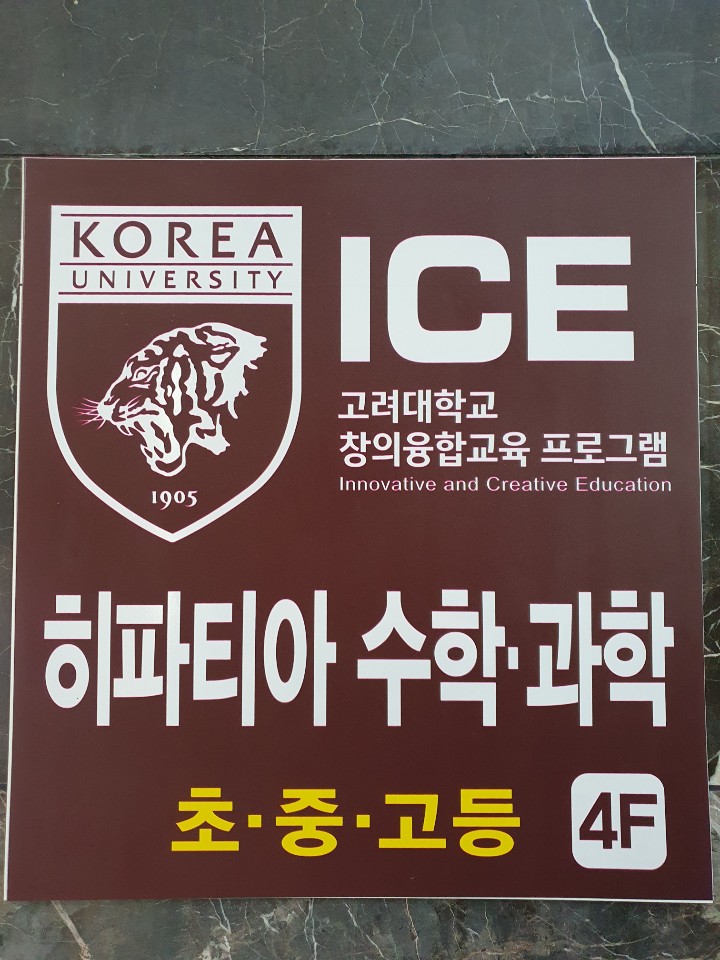 KOREA
UNIVERSITY
1905
ICE
고려대학교
창의융합교육 프로그램
Innovative and Creative Education
히파티아 수학·과학
초·중·고등
4F